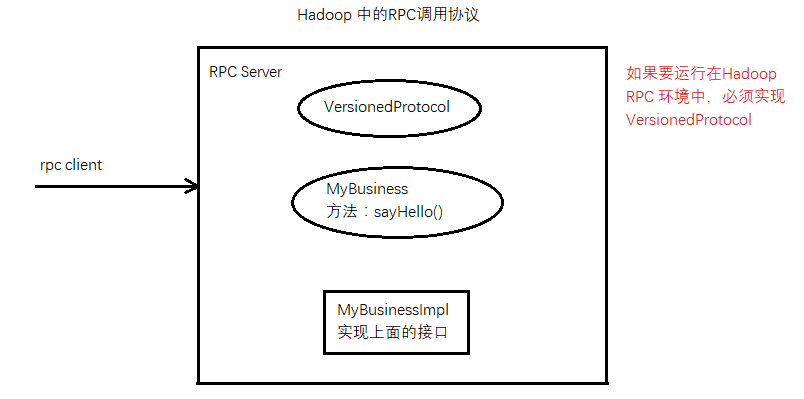 Hadoop 中的RPC调用协议
RPC Server
VersionedProtocol
如果要运行在Hadoop
RPC 环境中，必须实现
VersionedProtocol
rpc client
MyBusiness
方法：sayHello()
MyBusinessImpl
实现上面的接口